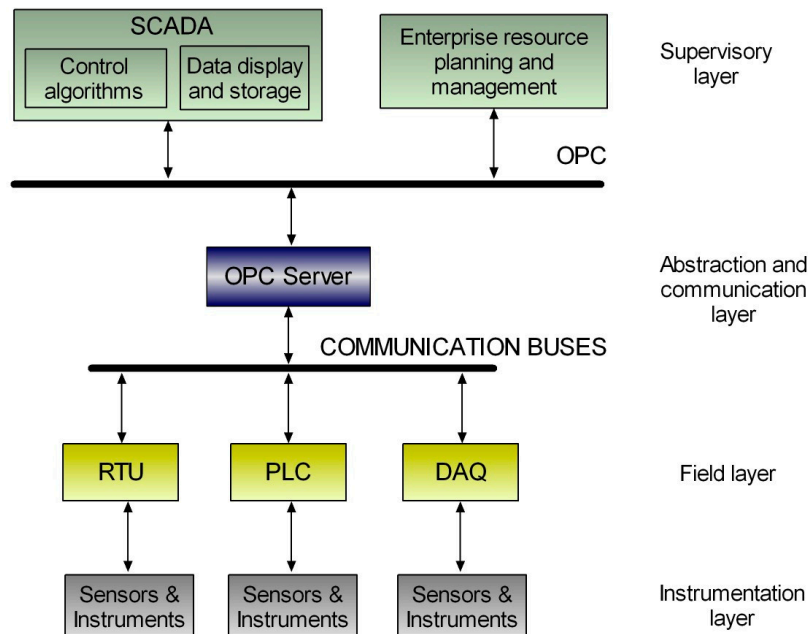 SCADA
Control
algorithms
Data display
and storage
Enterprise resource
planning and
management
Supervisory
layer
OPC
OPC Server
Abstraction and
communication
layer
COMMUNICATION BUSES
RTU
PLC
DAQ
Field layer
Sensors &
Instruments
Sensors &
Instruments
Sensors &
Instruments
Instrumentation
layer